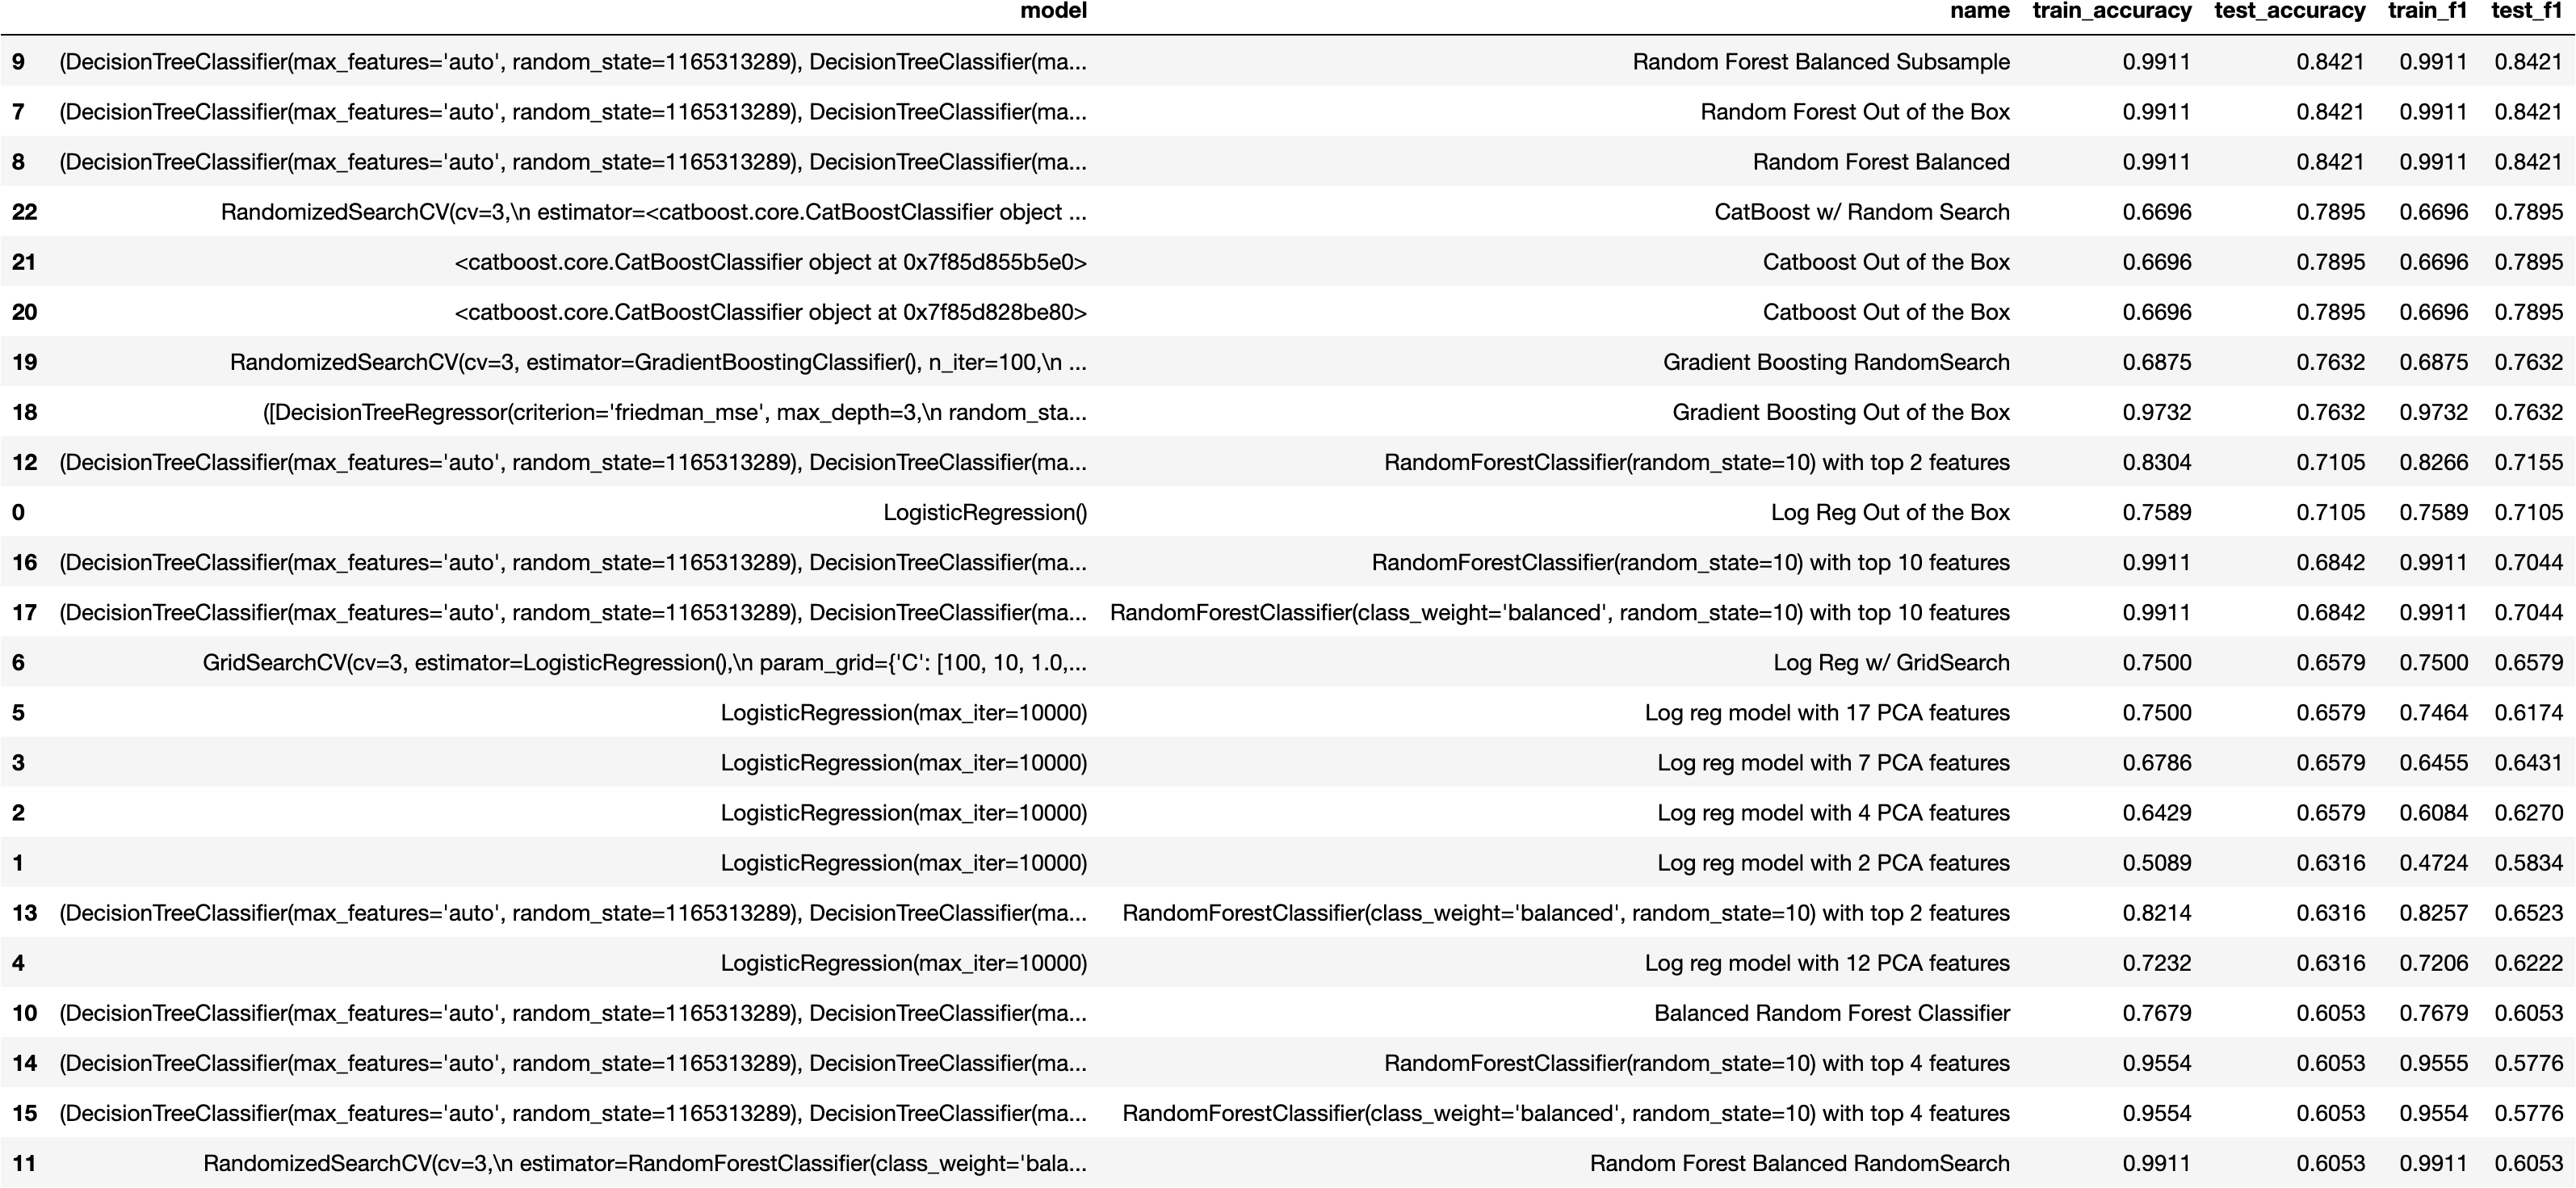 model name train_accuracy test_accuracy train_f1 test_f1
9 (DecisionTreeClassifier(max_features='auto', random_state=1165313289), DecisionTreeClassifier(ma... Random Forest Balanced Subsample 0.9911 0.8421 0.9911 0.8421
7 (DecisionTreeClassifier(max_features='auto', random_state=1165313289), DecisionTreeClassifier(ma... Random Forest Out of the Box 0.9911 0.8421 0.9911 0.8421
8 (DecisionTreeClassifier(max_features='auto', random_state=1165313289), DecisionTreeClassifier(ma... Random Forest Balanced 0.9911 0.8421 0.9911 0.8421
22 RandomizedSearchCV(cv=3,\n estimator=<catboost.core.CatBoostClassifier object ... CatBoost w/ Random Search 0.6696 0.7895 0.6696 0.7895
21 <catboost.core.CatBoostClassifier object at 0x7f85d855b5e0> Catboost Out of the Box 0.6696 0.7895 0.6696 0.7895
20 <catboost.core.CatBoostClassifier object at 0x7f85d828be80> Catboost Out of the Box 0.6696 0.7895 0.6696 0.7895
19 RandomizedSearchCV(cv=3, estimator=GradientBoostingClassifier(), n_iter=100,\n ... Gradient Boosting RandomSearch 0.6875 0.7632 0.6875 0.7632
18 ([DecisionTreeRegressor(criterion='friedman_mse', max_depth=3,\n random_sta... Gradient Boosting Out of the Box 0.9732 0.7632 0.9732 0.7632
12 (DecisionTreeClassifier(max_features='auto', random_state=1165313289), DecisionTreeClassifier(ma... RandomForestClassifier(random_state=10) with top 2 features 0.8304 0.7105 0.8266 0.7155
0 LogisticRegression() Log Reg Out of the Box 0.7589 0.7105 0.7589 0.7105
16 (DecisionTreeClassifier(max_features='auto', random_state=1165313289), DecisionTreeClassifier(ma... RandomForestClassifier(random_state=10) with top 10 features 0.9911 0.6842 0.9911 0.7044
17 (DecisionTreeClassifier(max_features='auto', random_state=1165313289), DecisionTreeClassifier(ma... RandomForestClassifier(class_weight='balanced', random_state=10) with top 10 features 0.9911 0.6842 0.9911 0.7044
6 GridSearchCV(cv=3, estimator=LogisticRegression(),\n param_grid={'C': [100, 10, 1.0,... Log Reg w/ GridSearch 0.7500 0.6579 0.7500 0.6579
5 LogisticRegression(max_iter=10000) Log reg model with 17 PCA features 0.7500 0.6579 0.7464 0.6174
3 LogisticRegression(max_iter=10000) Log reg model with 7 PCA features 0.6786 0.6579 0.6455 0.6431
2 LogisticRegression(max_iter=10000) Log reg model with 4 PCA features 0.6429 0.6579 0.6084 0.6270
1 LogisticRegression(max_iter=10000) Log reg model with 2 PCA features 0.5089 0.6316 0.4724 0.5834
13 (DecisionTreeClassifier(max_features='auto', random_state=1165313289), DecisionTreeClassifier(ma... RandomForestClassifier(class_weight='balanced', random_state=10) with top 2 features 0.8214 0.6316 0.8257 0.6523
4 LogisticRegression(max_iter=10000) Log reg model with 12 PCA features 0.7232 0.6316 0.7206 0.6222
10 (DecisionTreeClassifier(max_features='auto', random_state=1165313289), DecisionTreeClassifier(ma... Balanced Random Forest Classifier 0.7679 0.6053 0.7679 0.6053
14 (DecisionTreeClassifier(max_features='auto', random_state=1165313289), DecisionTreeClassifier(ma... RandomForestClassifier(random_state=10) with top 4 features 0.9554 0.6053 0.9555 0.5776
15 (DecisionTreeClassifier(max_features='auto', random_state=1165313289), DecisionTreeClassifier(ma... RandomForestClassifier(class_weight='balanced', random_state=10) with top 4 features 0.9554 0.6053 0.9554 0.5776
11 RandomizedSearchCV(cv=3,\n estimator=RandomForestClassifier(class_weight='bala... Random Forest Balanced RandomSearch 0.9911 0.6053 0.9911 0.6053